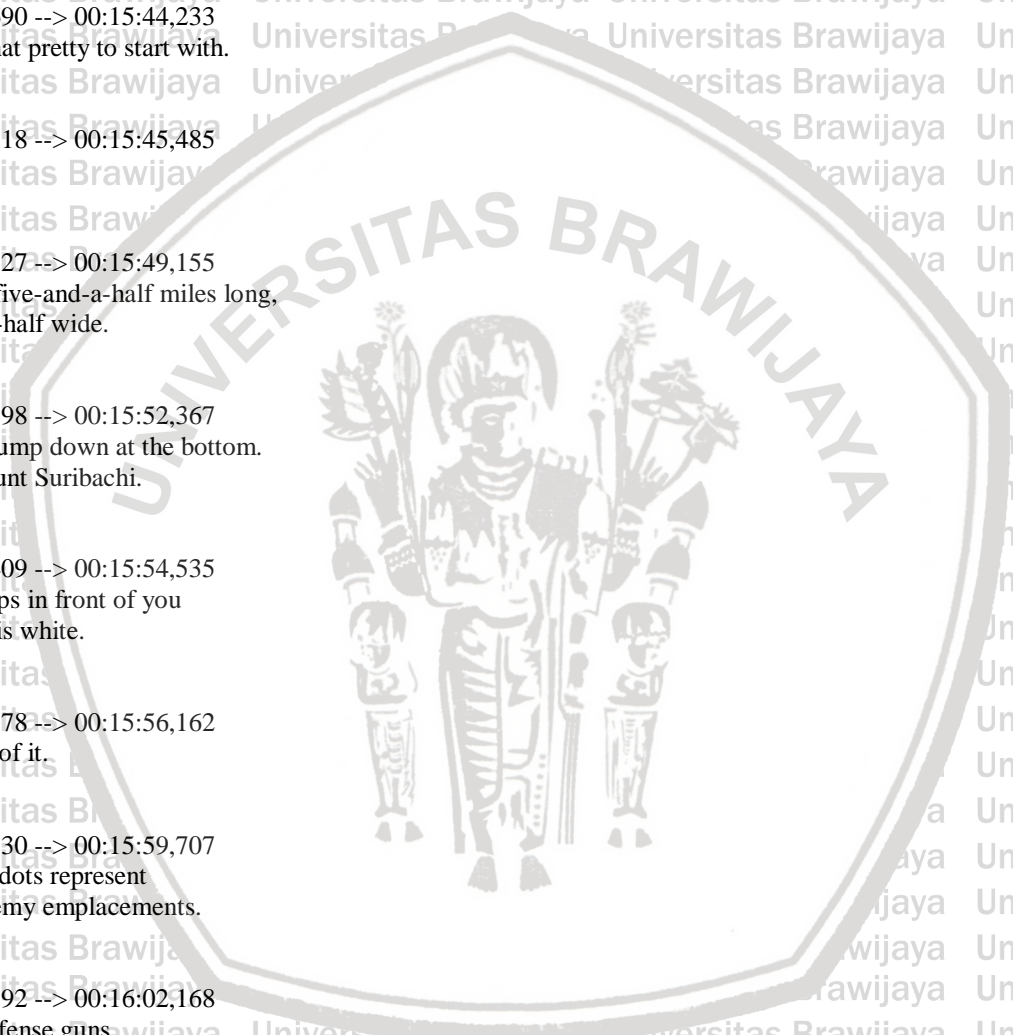 90 --> 00:15:44,233
at pretty to start with.
18 --> 00:15:45,485
27 --> 00:15:49,155
five-and-a-half miles long,
-half wide.
98 --> 00:15:52,367
ump down at the bottom.
unt Suribachi.
09 --> 00:15:54,535
ps in front of you
is white.
78 --> 00:15:56,162
of it.
30 --> 00:15:59,707
dots represent
emy emplacements.
92 --> 00:16:02,168
fense guns
UNIVERSITAS BRAWIJAYA